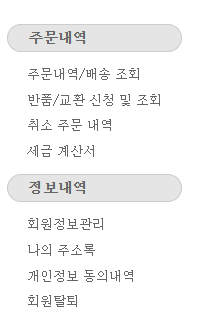 주문내역
주문내역/배송 조회
반품/교환 신청 및 조회
취소 주문 내역
세금 계산서
정보내역
회원정보관리
나의 주소록
개인정보 동의내역
회원탈퇴